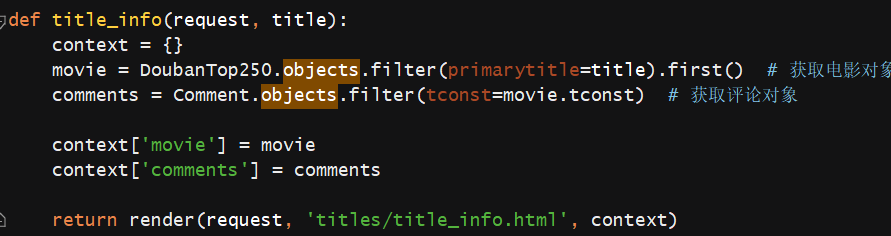 def title_info(request, title):
    context = {}
    movie = DoubanTop250.objects.filter(primarytitle=title).first()  # 获取电影对象
    comments = Comment.objects.filter(tconst=movie.tconst)  # 获取评论对象
    context['movie'] = movie
    context['comments'] = comments
    return render(request, 'titles/title_info.html', context)